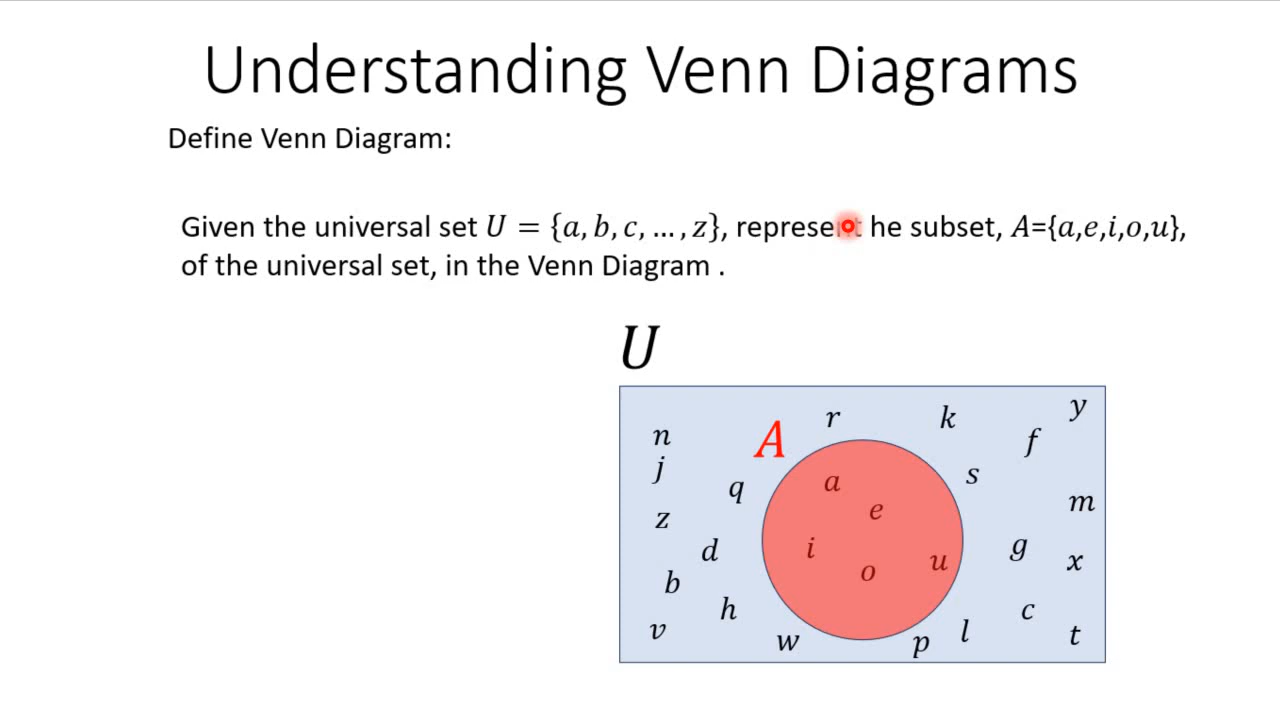 Understanding Venn Diagrams
Define Venn Diagram:
Given the universal set U = {a, b, c, ... , z}, represent he subset, A={a,e,i,o,u},
of the universal set, in the Venn Diagram .
U
y
r k
A f
n
j
a s
q e m
z
i g
d u x
o
b
h c
v l t
w p